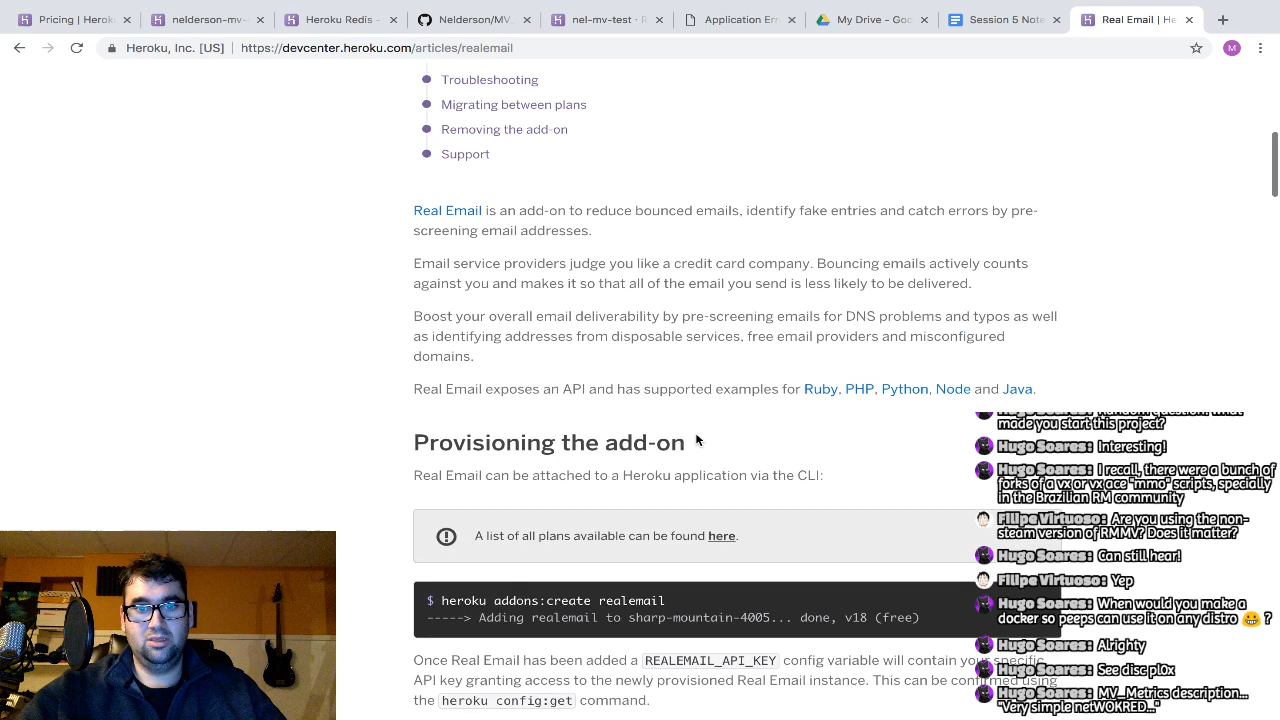 Pricing | Heroku
nelderson-mv-
Heroku Redis -
Nelderson/MV_
nel-mv-test - R
Application Erro
My Drive - Goo
Session 5 Note
Real Email | He
Heroku, Inc. [US] | https://devcenter.heroku.com/articles/realemail
M
Troubleshooting
Migrating between plans
Removing the add-on
Support
Real Email is an add-on to reduce bounced emails, identify fake entries and catch errors by pre-
screening email addresses.
Email service providers judge you like a credit card company. Bouncing emails actively counts
against you and makes it so that all of the email you send is less likely to be delivered.
Boost your overall email deliverability by pre-screening emails for DNS problems and typos as well
as identifying addresses from disposable services, free email providers and misconfigured
domains.
Real Email exposes an API and has supported examples for Ruby, PHP, Python, Node and Java.
Provisioning the add-on
Real Email can be attached to a Heroku application via the CLI:
A list of all plans available can be found here.
$ heroku addons:create realemail
-----> Adding realemail to sharp-mountain-4005... done, v18 (free)
Once Real Email has been added a REALEMAIL_API_KEY config variable will contain your specific
API key granting access to the newly provisioned Real Email instance. This can be confirmed using
the heroku config:get command.
Hugo Soares: Random question: what
made you start this project?
Hugo Soares: Interesting!
Hugo Soares: I recall, there were a bunch of
forks of a vx or vx ace "mmo" scripts, specially
in the Brazilian RM community
Filipe Virtuoso: Are you using the non-
steam version of RMMV? Does it matter?
Hugo Soares: Can still hear!
Filipe Virtuoso: Yep
Hugo Soares: When would you make a
docker so peeps can use it on any distro 😁 ?
Hugo Soares: Alrighty
Hugo Soares: See disc pl0x
Hugo Soares: MV_Metrics description...
"Very simple netWOKRED..."